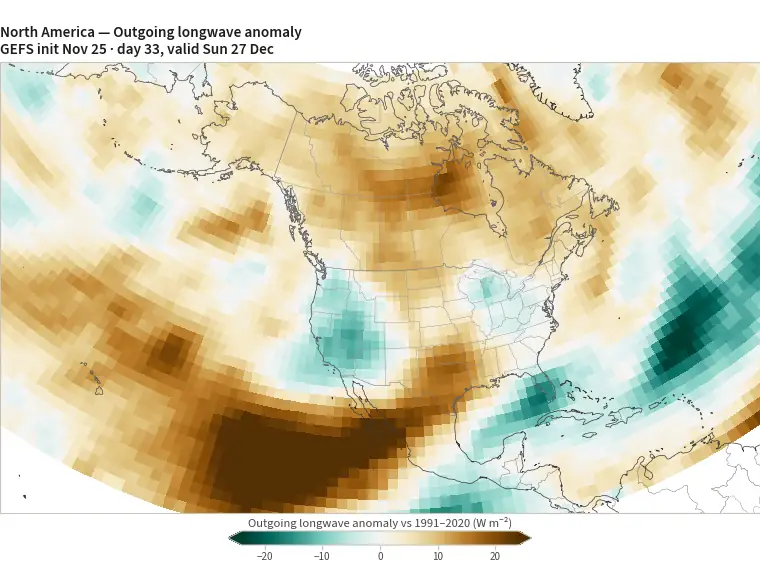 North America — Outgoing longwave anomaly
GEFS init Nov 25 · day 33, valid Sun 27 Dec
Outgoing longwave anomaly vs 1991–2020 (W m⁻²)
−20 −10 0 10 20